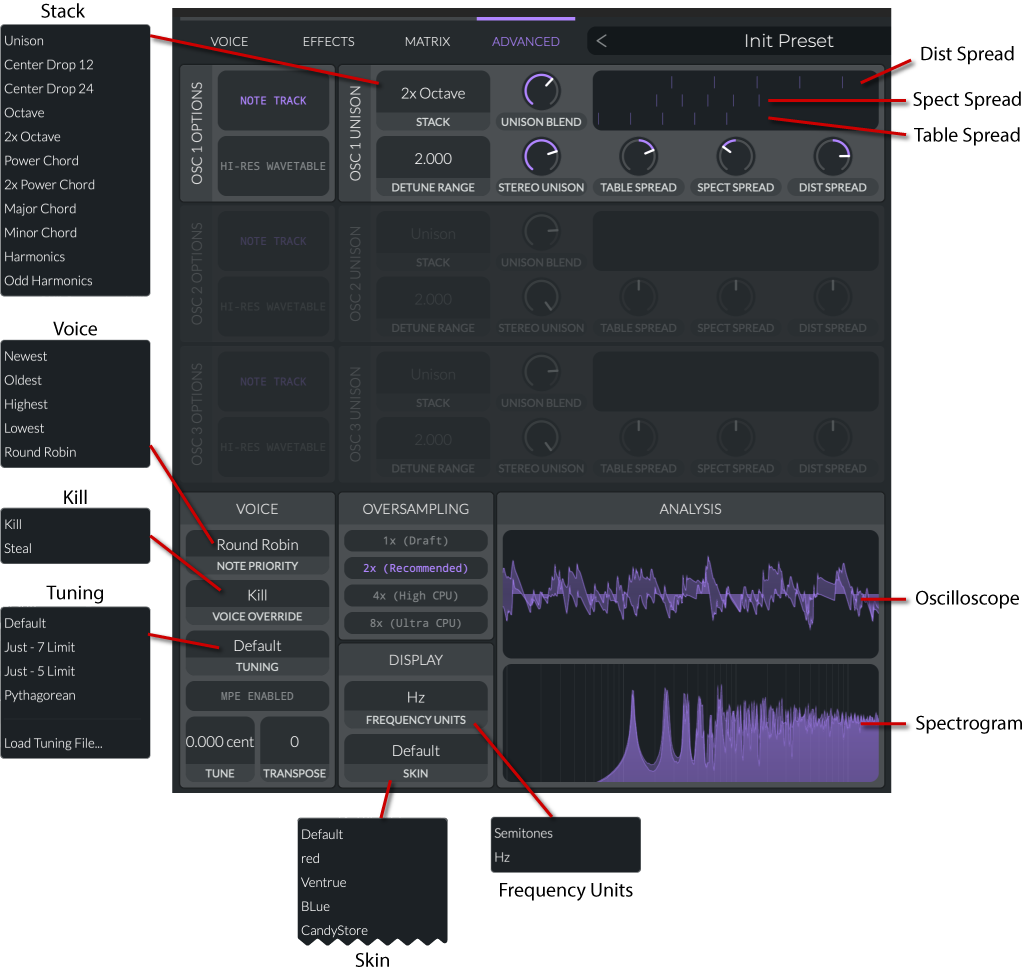 Stack
Unison
Center Drop 12
Center Drop 24
Octave
2x Octave
Power Chord
2x Power Chord
Major Chord
Minor Chord
Harmonics
Odd Harmonics
Voice
Newest
Oldest
Highest
Lowest
Round Robin
Kill
Kill
Steal
Tuning
Default
Just - 7 Limit
Just - 5 Limit
Pythagorean
Load Tuning File...
VOICE EFFECTS MATRIX ADVANCED < Init Preset
OSC 1 OPTIONS
NOTE TRACK
HI-RES WAVETABLE
OSC 1 UNISON
2x Octave
STACK
UNISON BLEND
2.000
DETUNE RANGE STEREO UNISON TABLE SPREAD SPECT SPREAD DIST SPREAD
OSC 2 OPTIONS
NOTE TRACK
HI-RES WAVETABLE
OSC 2 UNISON
Unison
STACK
UNISON BLEND
2.000
DETUNE RANGE STEREO UNISON TABLE SPREAD SPECT SPREAD DIST SPREAD
OSC 3 OPTIONS
NOTE TRACK
HI-RES WAVETABLE
OSC 3 UNISON
Unison
STACK
UNISON BLEND
2.000
DETUNE RANGE STEREO UNISON TABLE SPREAD SPECT SPREAD DIST SPREAD
VOICE
Round Robin
NOTE PRIORITY
Kill
VOICE OVERRIDE
Default
TUNING
MPE ENABLED
0.000 cent 0
TUNE TRANSPOSE
OVERSAMPLING
1x (Draft)
2x (Recommended)
4x (High CPU)
8x (Ultra CPU)
DISPLAY
Hz
FREQUENCY UNITS
Default
SKIN
ANALYSIS
Dist Spread
Spect Spread
Table Spread
Oscilloscope
Spectrogram
Default
red
Ventrue
BLue
CandyStore
Skin
Semitones
Hz
Frequency Units